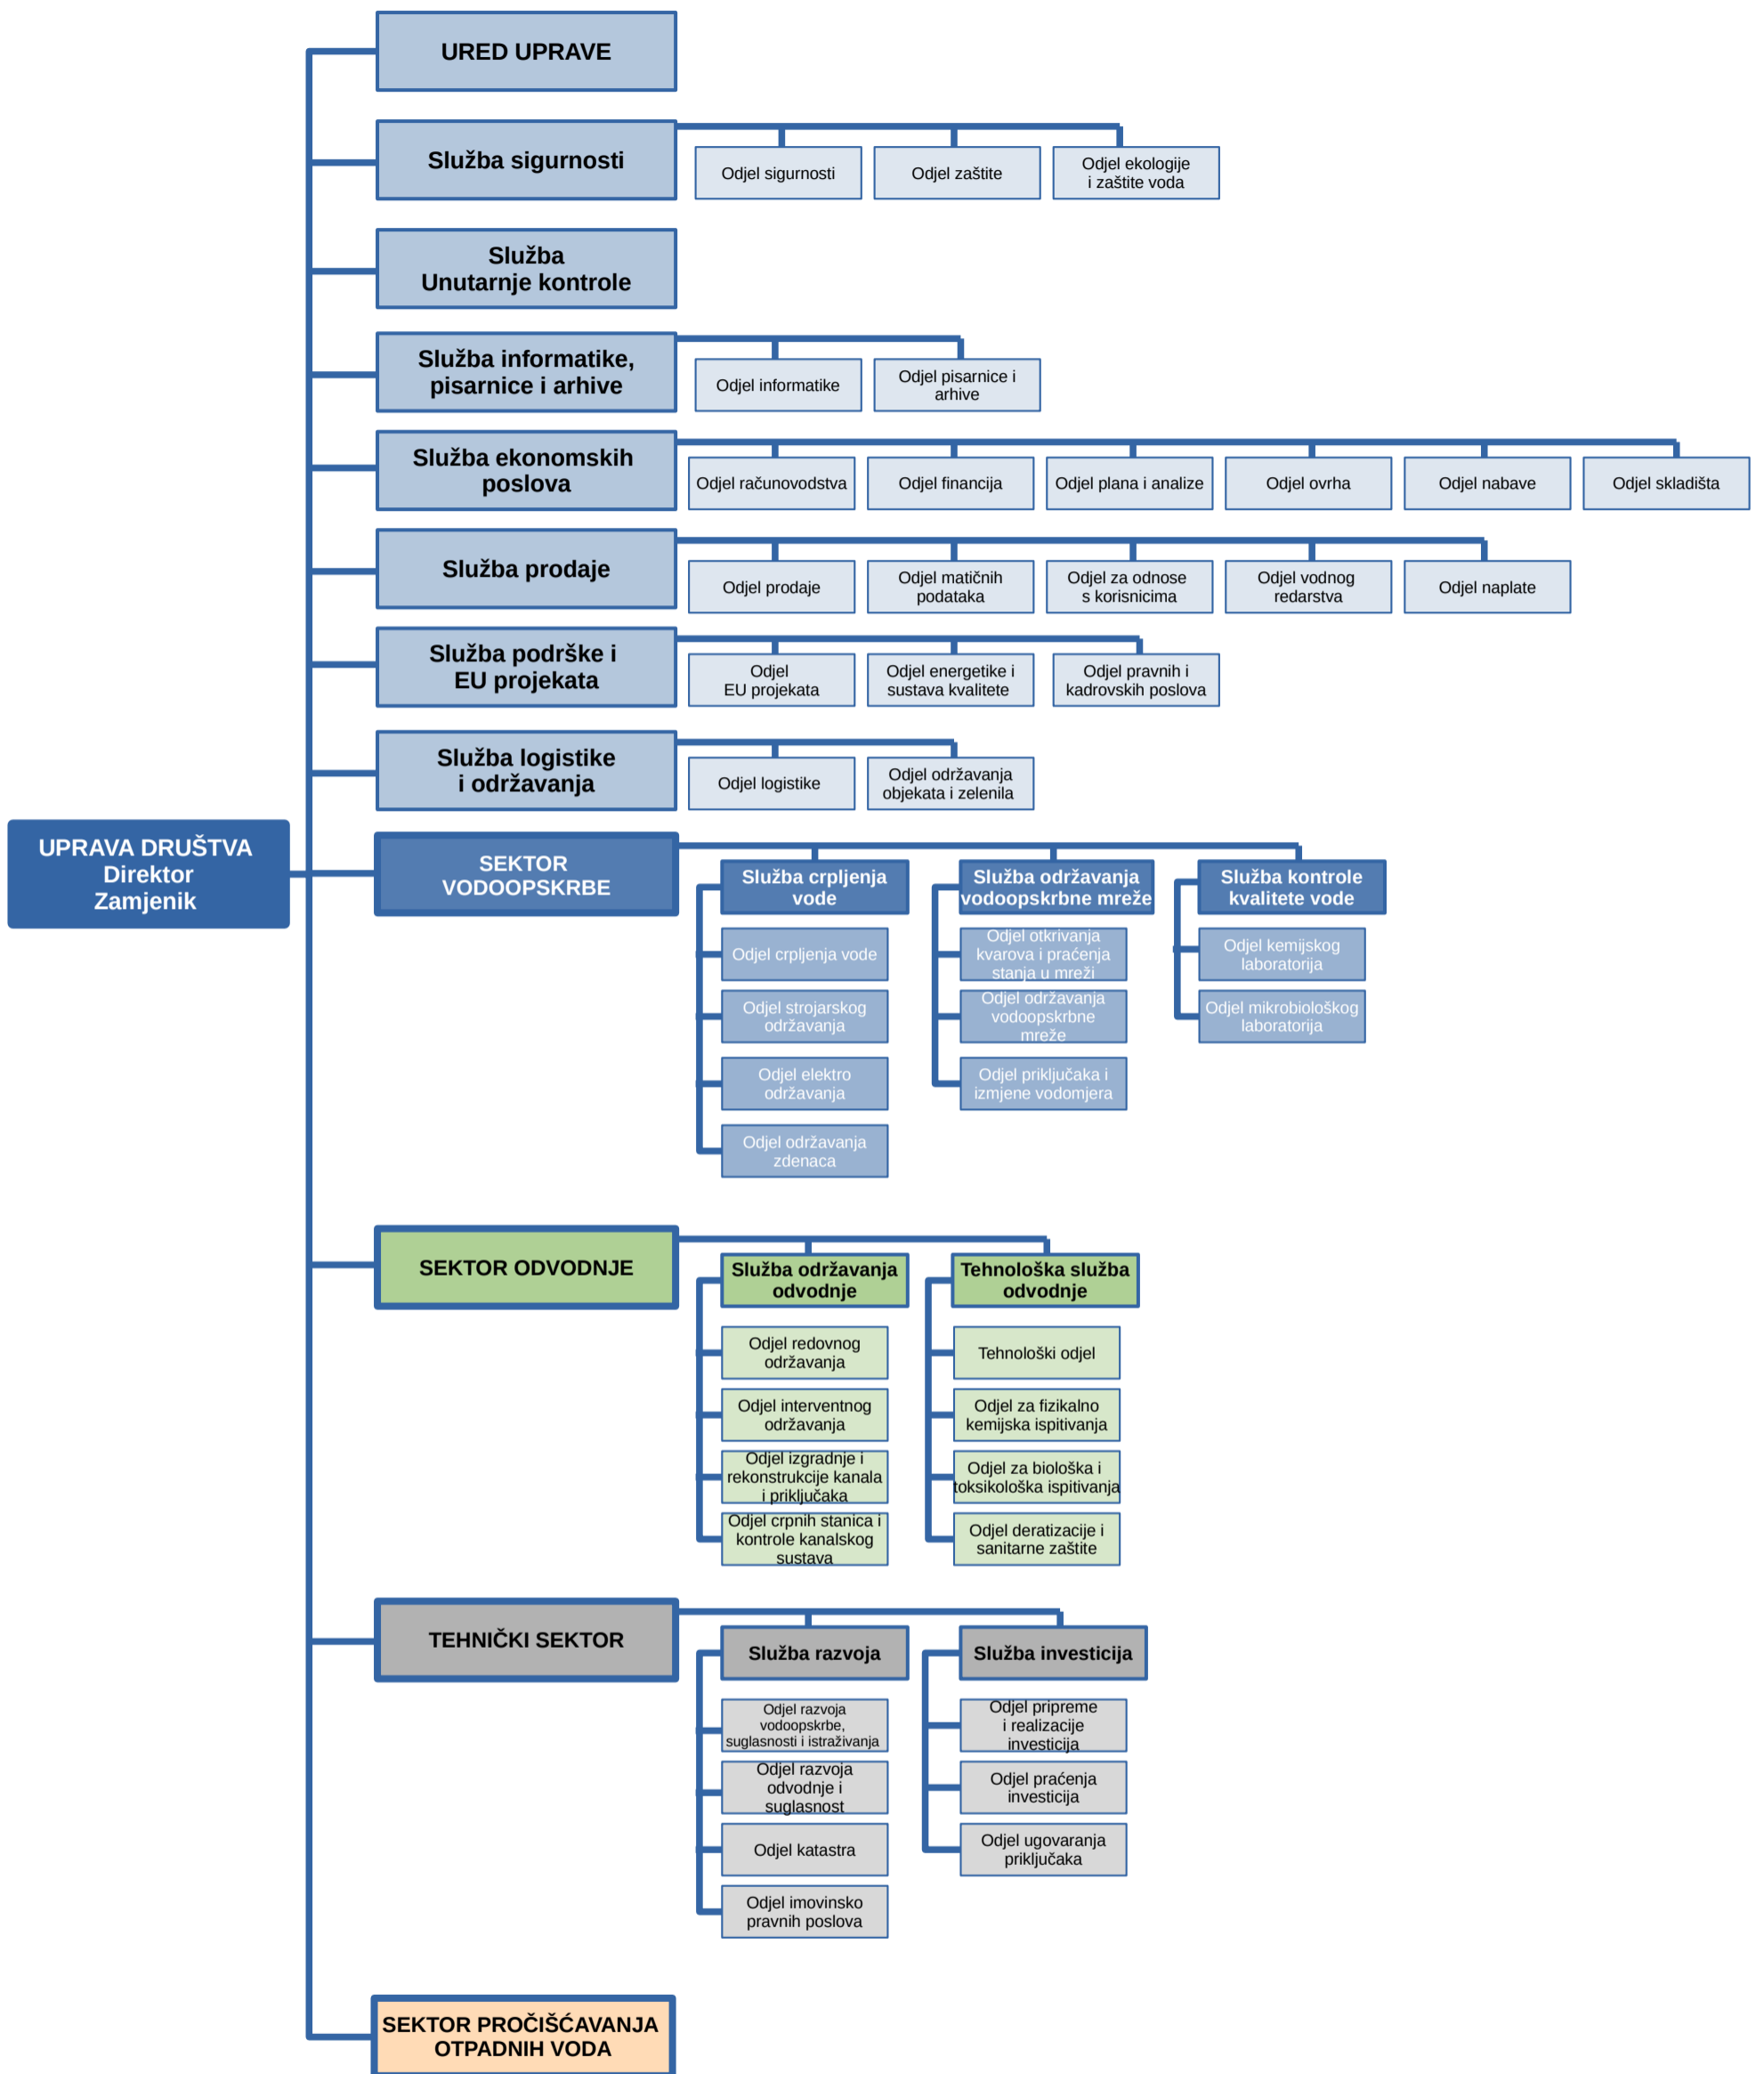 URED UPRAVE
Služba sigurnosti
Odjel sigurnosti
Odjel zaštite
Odjel ekologije
i zaštite voda
Služba
Unutarnje kontrole
Služba informatike,
pisarnice i arhive
Odjel informatike
Odjel pisarnice i
arhive
Služba ekonomskih
poslova
Odjel računovodstva
Odjel financija
Odjel plana i analize
Odjel ovrha
Odjel nabave
Odjel skladišta
Služba prodaje
Odjel prodaje
Odjel matičnih
podataka
Odjel za odnose
s korisnicima
Odjel vodnog
redarstva
Odjel naplate
Služba podrške i
EU projekata
Odjel
EU projekata
Odjel energetike i
sustava kvalitete
Odjel pravnih i
kadrovskih poslova
Služba logistike
i održavanja
Odjel logistike
Odjel održavanja
objekata i zelenila
UPRAVA DRUŠTVA
Direktor
Zamjenik
SEKTOR
VODOOPSKRBE
Služba crpljenja
vode
Odjel crpljenja vode
Odjel strojarskog
održavanja
Odjel elektro
održavanja
Odjel održavanja
zdenaca
Služba održavanja
vodoopskrbne mreže
Odjel otkrivanja
kvarova i praćenja
stanja u mreži
Odjel održavanja
vodoopskrbne
mreže
Odjel priključaka i
izmjene vodomjera
Služba kontrole
kvalitete vode
Odjel kemijskog
laboratorija
Odjel mikrobiološkog
laboratorija
SEKTOR ODVODNJE
Služba održavanja
odvodnje
Odjel redovnog
održavanja
Odjel interventnog
održavanja
Odjel izgradnje i
rekonstrukcije kanala
i priključaka
Odjel crpnih stanica i
kontrole kanalskog
sustava
Tehnološka služba
odvodnje
Tehnološki odjel
Odjel za fizikalno
kemijska ispitivanja
Odjel za biološka i
toksikološka ispitivanja
Odjel deratizacije i
sanitarne zaštite
TEHNIČKI SEKTOR
Služba razvoja
Odjel razvoja
vodoopskrbe,
suglasnosti i istraživanja
Odjel razvoja
odvodnje i
suglasnost
Odjel katastra
Odjel imovinsko
pravnih poslova
Služba investicija
Odjel pripreme
i realizacije
investicija
Odjel praćenja
investicija
Odjel ugovaranja
priključaka
SEKTOR PROČIŠĆAVANJA
OTPADNIH VODA